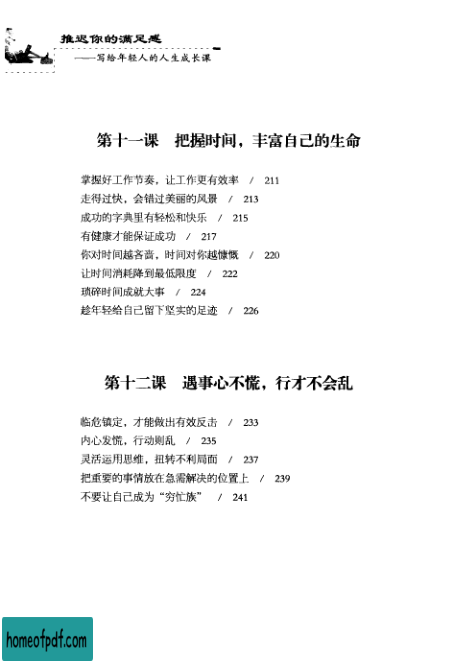 推迟你的满足感
——写给年轻人的人生成长课
第十一课 把握时间，丰富自己的生命
掌握好工作节奏，让工作更有效率 / 211
走得过快，会错过美丽的风景 / 213
成功的字典里有轻松和快乐 / 215
有健康才能保证成功 / 217
你对时间越吝啬，时间对你越慷慨 / 220
让时间消耗降到最低限度 / 222
琐碎时间成就大事 / 224
趁年轻给自己留下坚实的足迹 / 226
第十二课 遇事心不慌，行才不会乱
临危镇定，才能做出有效反击 / 233
内心发慌，行动则乱 / 235
灵活运用思维，扭转不利局面 / 237
把重要的事情放在急需解决的位置上 / 239
不要让自己成为“穷忙族” / 241
homeofpdf.com